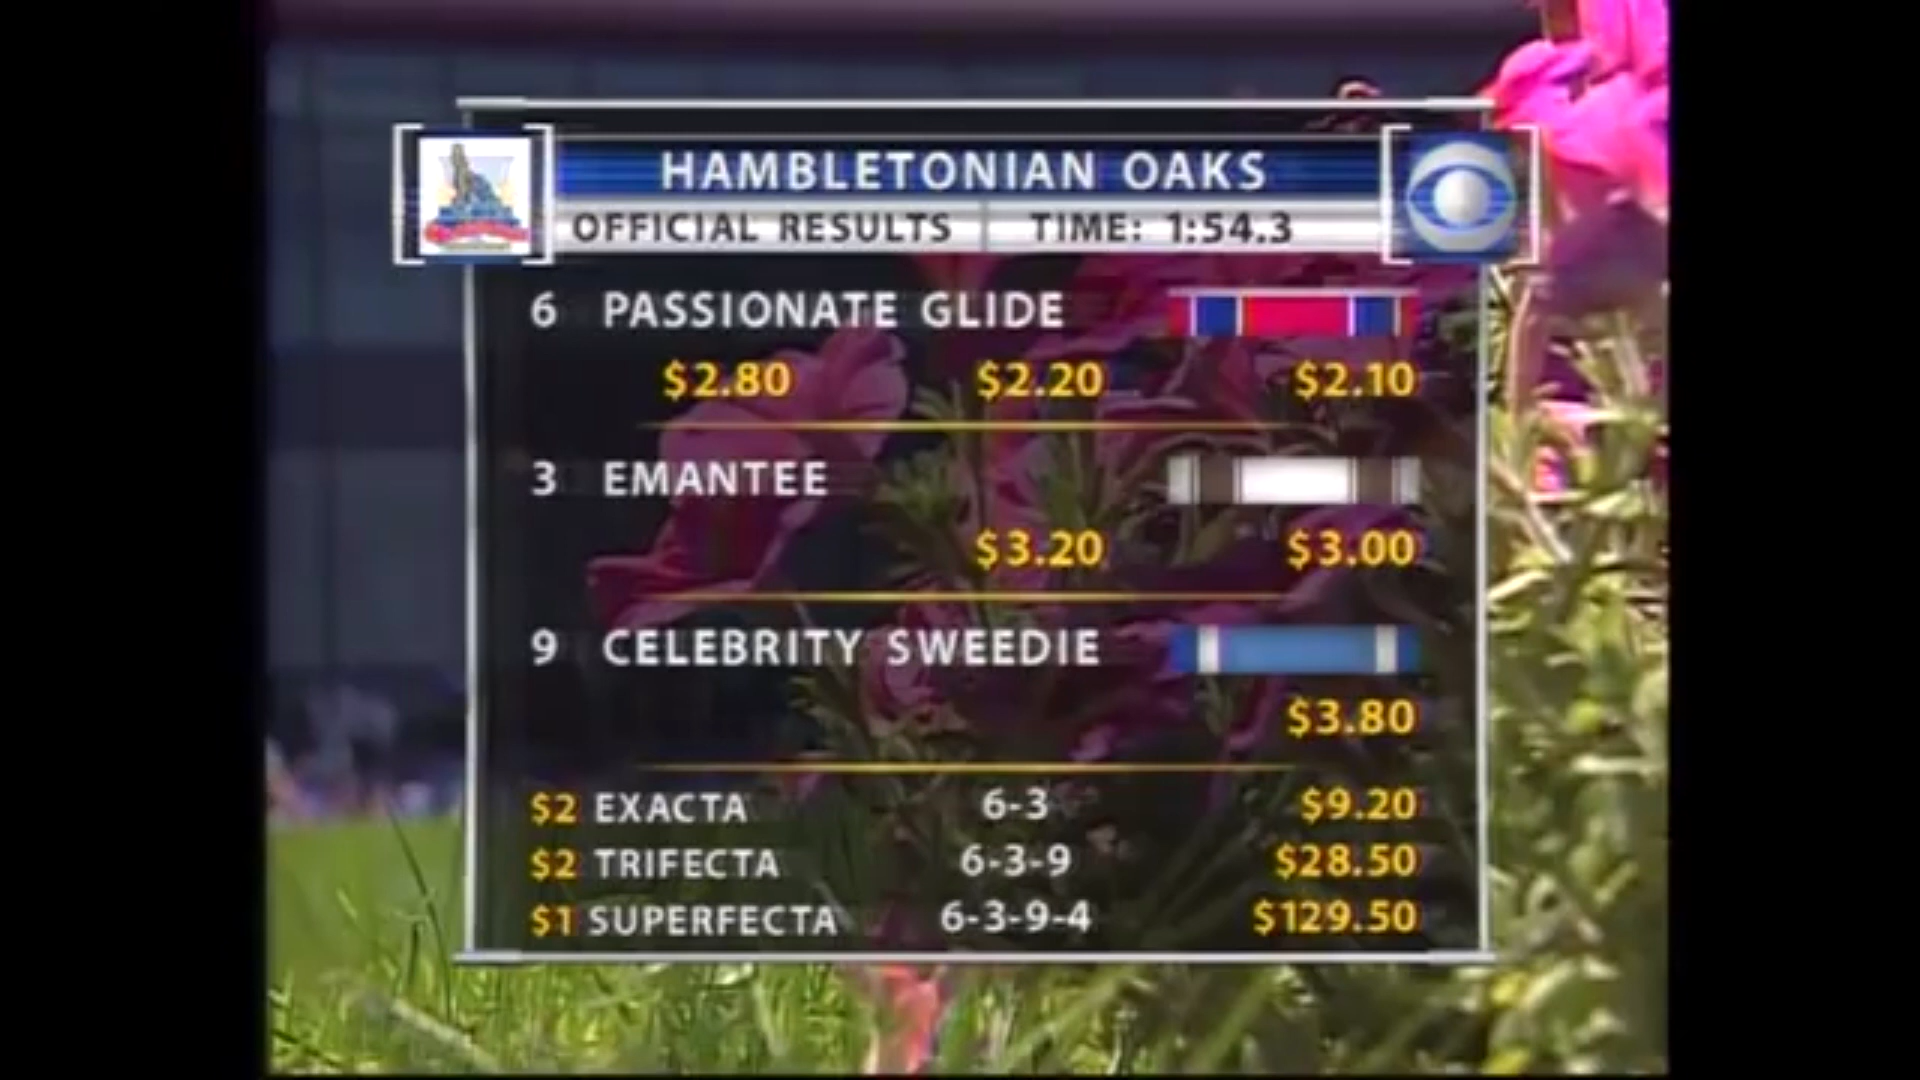 HAMBLETONIAN OAKS
OFFICIAL RESULTS TIME: 1:54.3
6 PASSIONATE GLIDE
$2.80 $2.20 $2.10
3 EMANTEE
$3.20 $3.00
9 CELEBRITY SWEEDIE
$3.80
$2 EXACTA 6-3 $9.20
$2 TRIFECTA 6-3-9 $28.50
$1 SUPERFECTA 6-3-9-4 $129.50